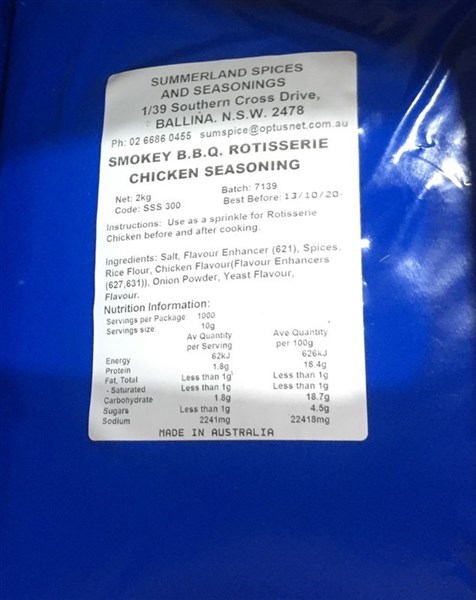 SUMMERLAND SPICES
AND SEASONINGS
1/39 Southern Cross Drive,
BALLINA. N.S.W. 2478
Ph: 02 6686 0455 sumspice@optusnet.com.au
SMOKEY B.B.Q. ROTISSERIE
CHICKEN SEASONING
Net: 2kg Batch: 7139
Code: SSS 300 Best Before: 13/10/20
Instructions: Use as a sprinkle for Rotisserie
Chicken before and after cooking.
Ingredients: Salt, Flavour Enhancer (621), Spices.
Rice Flour, Chicken Flavour(Flavour Enhancers
(627,631)), Onion Powder, Yeast Flavour,
Flavour.
Nutrition Information:
Servings per Package: 1000
Servings size: 10g
Av Quantity Ave Quantity
per Serving per 100g
Energy 62kJ 626kJ
Protein 1.8g 18.4g
Fat, Total Less than 1g Less than 1g
- Saturated Less than 1g Less than 1g
Carbohydrate 1.8g 18.7g
Sugars Less than 1g 4.5g
Sodium 2241mg 22418mg
MADE IN AUSTRALIA